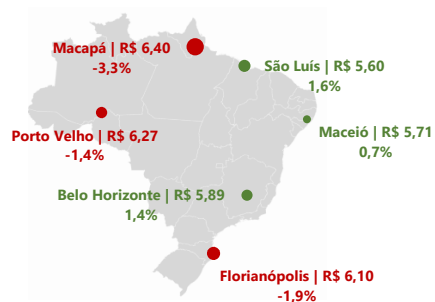 Macapá | R$ 6,40
-3,3%
São Luís | R$ 5,60
1,6%
Maceió | R$ 5,71
0,7%
Porto Velho | R$ 6,27
-1,4%
Belo Horizonte | R$ 5,89
1,4%
Florianópolis | R$ 6,10
-1,9%